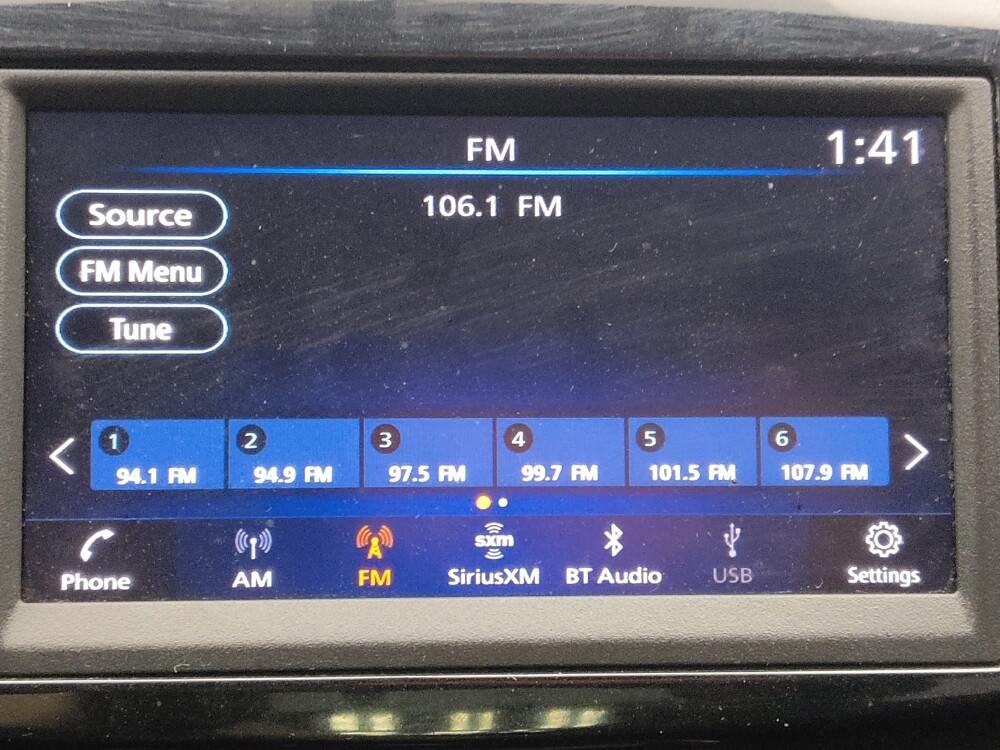 FM
1:41
Source
106.1 FM
FM Menu
Tune
1
2
3
4
5
6
94.1 FM
94.9 FM
97.5 FM
99.7 FM
101.5 FM
107.9 FM
sxm
Phone
AM
FM
SiriusXM
BT Audio
USB
Settings